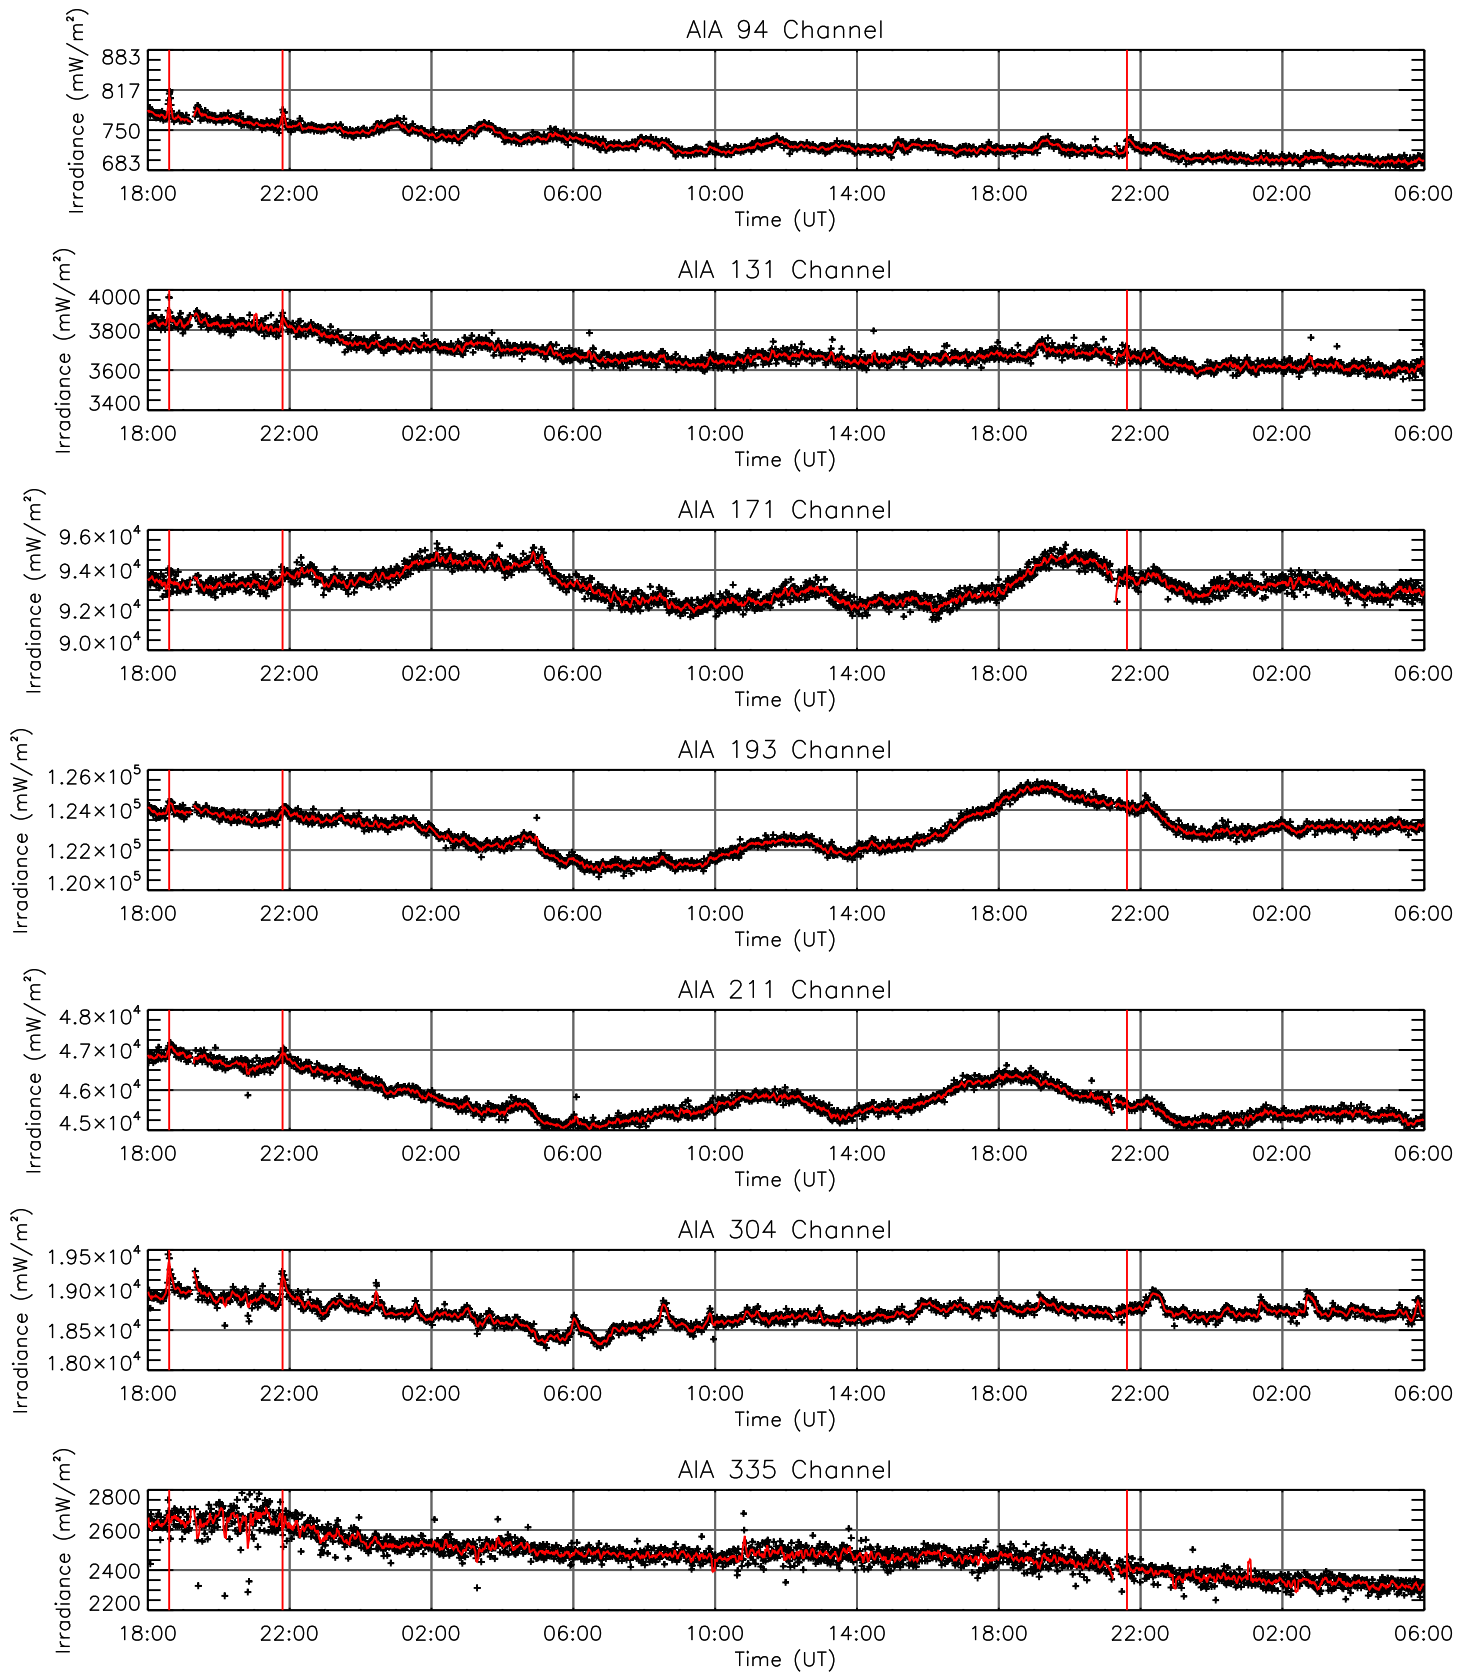 AIA 94 Channel
Irradiance (mW/m²)
883
817
750
683
18:00 22:00 02:00 06:00 10:00 14:00 18:00 22:00 02:00 06:00
Time (UT)
AIA 131 Channel
Irradiance (mW/m²)
4000
3800
3600
3400
18:00 22:00 02:00 06:00 10:00 14:00 18:00 22:00 02:00 06:00
Time (UT)
AIA 171 Channel
Irradiance (mW/m²)
9.6×10⁴
9.4×10⁴
9.2×10⁴
9.0×10⁴
18:00 22:00 02:00 06:00 10:00 14:00 18:00 22:00 02:00 06:00
Time (UT)
AIA 193 Channel
Irradiance (mW/m²)
1.26×10⁵
1.24×10⁵
1.22×10⁵
1.20×10⁵
18:00 22:00 02:00 06:00 10:00 14:00 18:00 22:00 02:00 06:00
Time (UT)
AIA 211 Channel
Irradiance (mW/m²)
4.8×10⁴
4.7×10⁴
4.6×10⁴
4.5×10⁴
18:00 22:00 02:00 06:00 10:00 14:00 18:00 22:00 02:00 06:00
Time (UT)
AIA 304 Channel
Irradiance (mW/m²)
1.95×10⁴
1.90×10⁴
1.85×10⁴
1.80×10⁴
18:00 22:00 02:00 06:00 10:00 14:00 18:00 22:00 02:00 06:00
Time (UT)
AIA 335 Channel
Irradiance (mW/m²)
2800
2600
2400
2200
18:00 22:00 02:00 06:00 10:00 14:00 18:00 22:00 02:00 06:00
Time (UT)